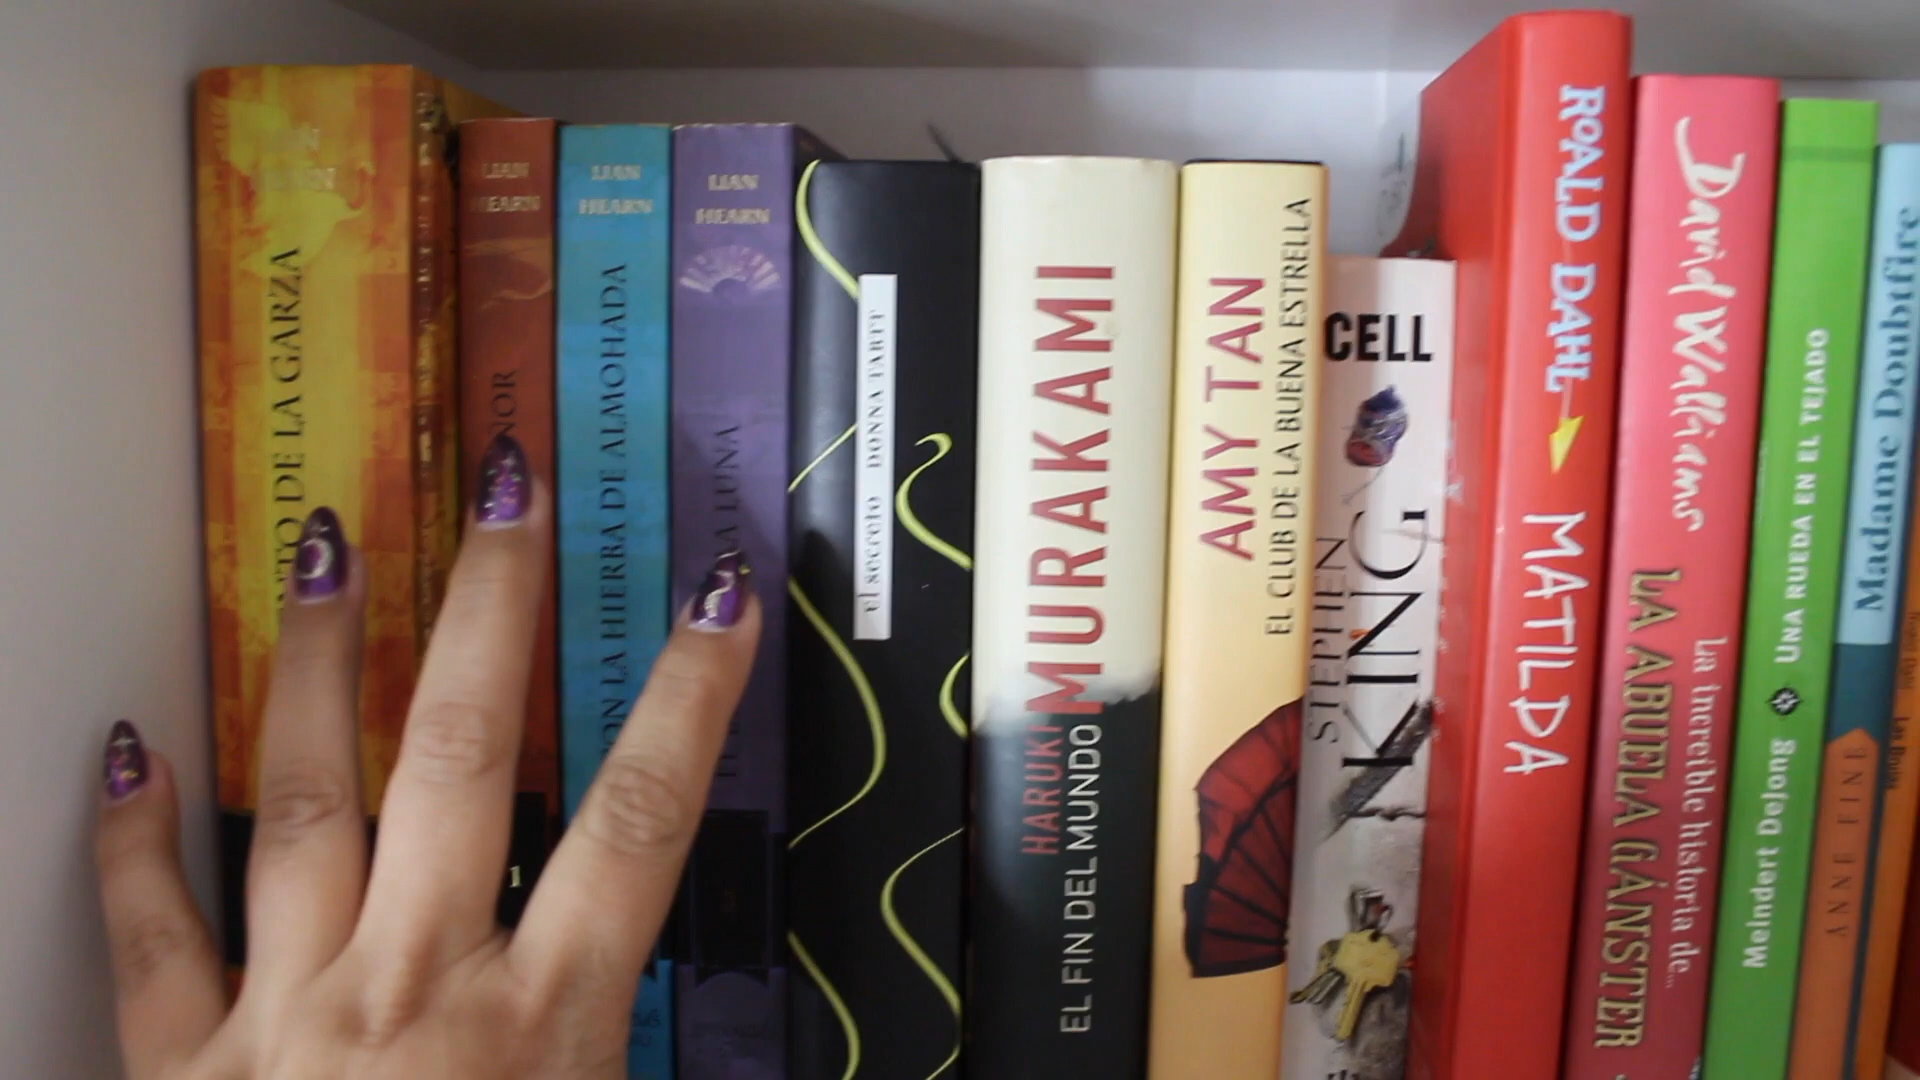 DE LA GARZA
LIAN
HEARN
1
LIAN
HEARN
CON LA HIERBA DE ALMOHADA
LIAN
HEARN
LUNA
el secreto DONNA TARTT
HARUKI MURAKAMI
EL FIN DEL MUNDO
AMY TAN
EL CLUB DE LA BUENA ESTRELLA
CELL
STEPHEN
KING
ROALD DAHL MATILDA
David Walliams
La increíble historia de...
LA ABUELA GÁNSTER
Meindert Dejong UNA RUEDA EN EL TEJADO
ANNE FINE Madame Doubtfire